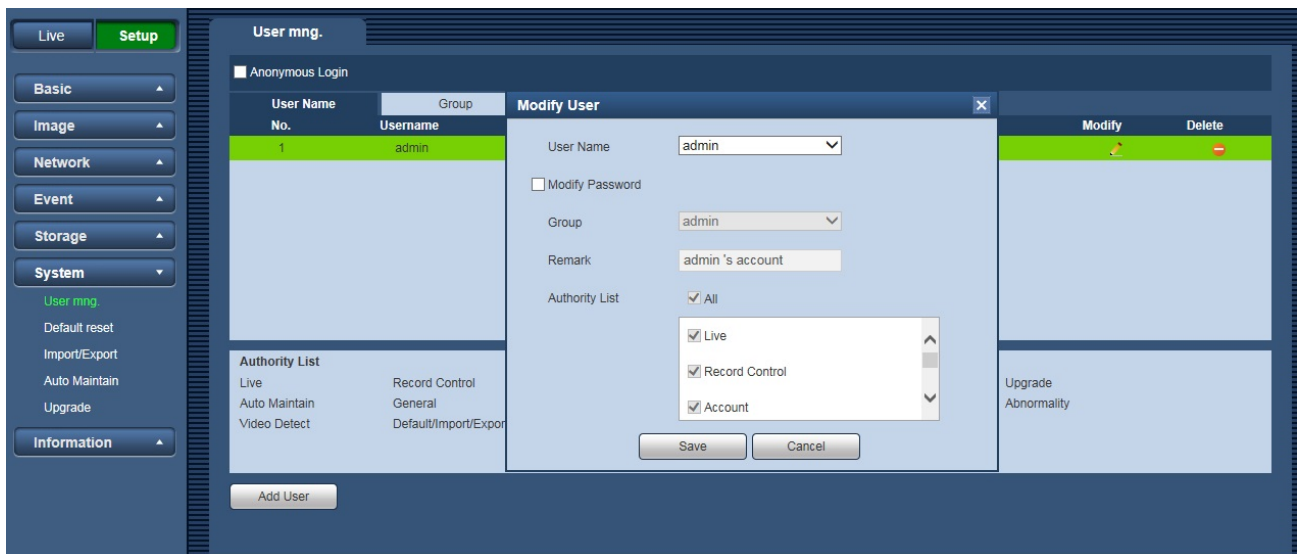 Live Setup
Basic
Image
Network
Event
Storage
System
User mng.
Default reset
Import/Export
Auto Maintain
Upgrade
Information
User mng.
Anonymous Login
User Name Group
No. Username Modify Delete
1 admin
Authority List
Live Record Control Upgrade
Auto Maintain General Abnormality
Video Detect Default/Import/Expor
Add User
Modify User
User Name admin
Modify Password
Group admin
Remark admin 's account
Authority List All
Live
Record Control
Account
Save Cancel